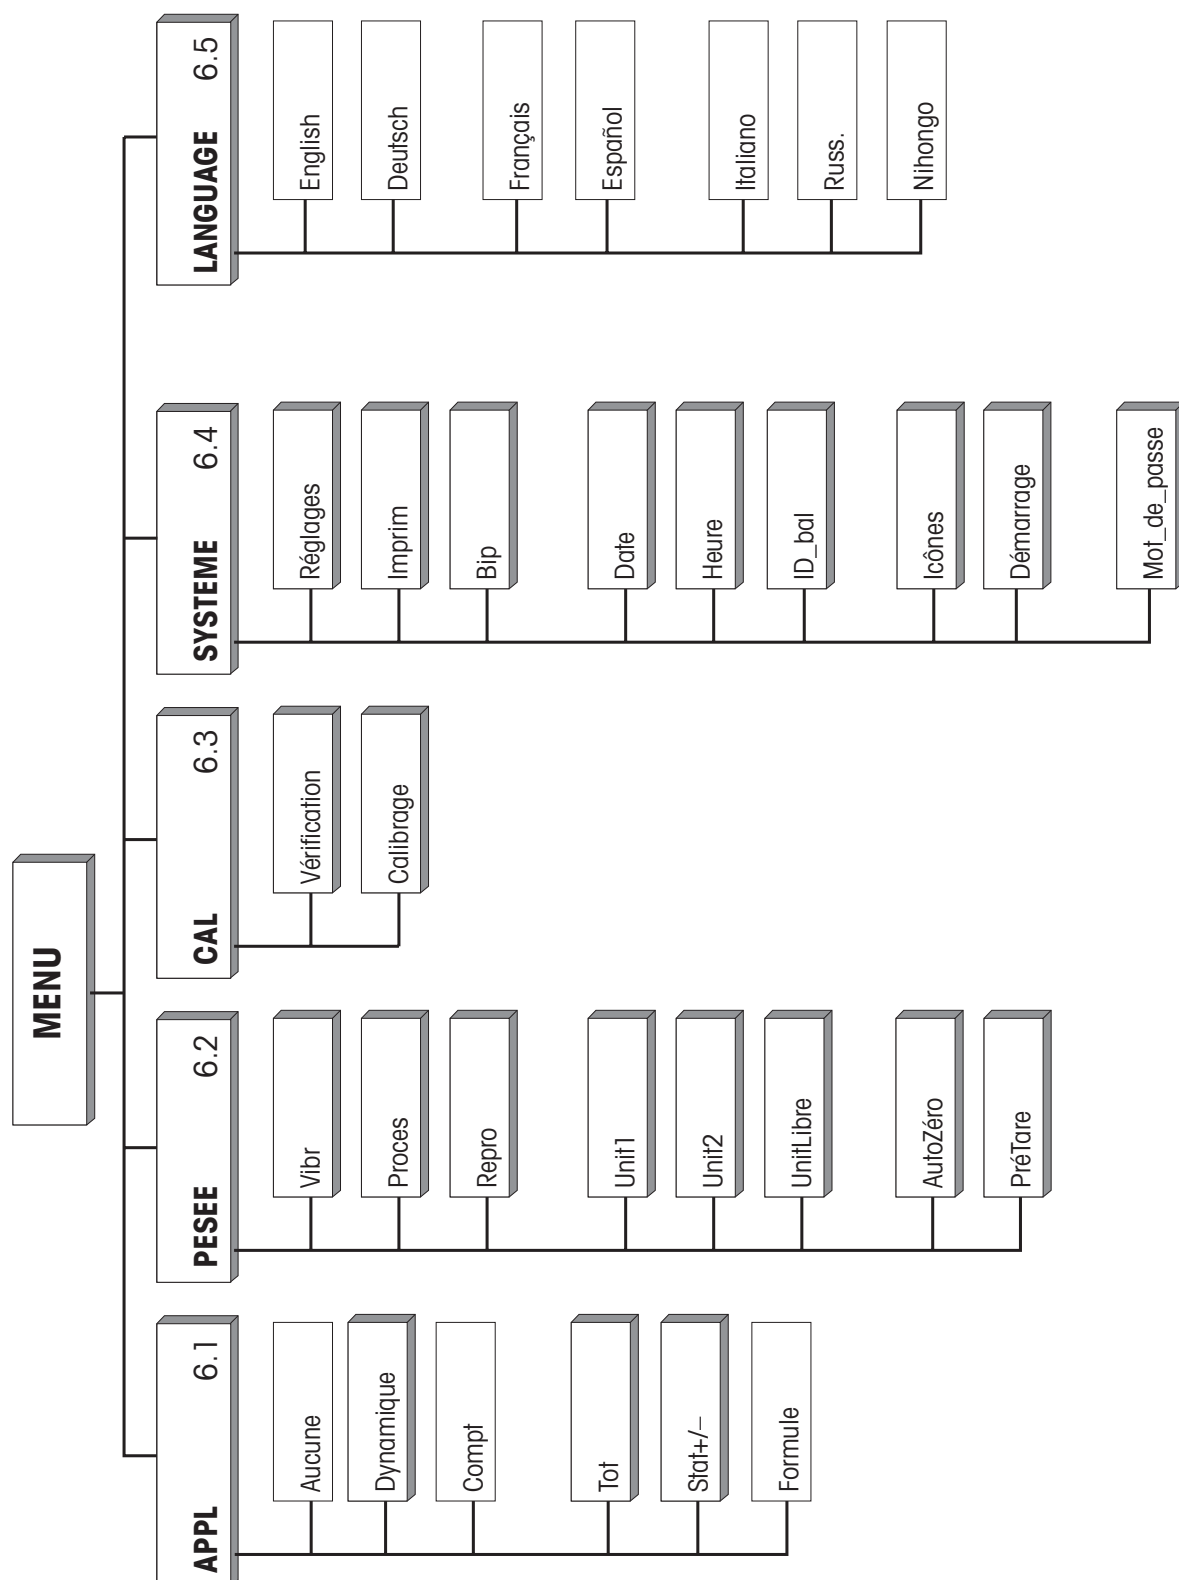 MENU
APPL 6.1
Aucune
Dynamique
Compt
Tot
Stat+/–
Formule
PESEE 6.2
Vibr
Proces
Repro
Unit1
Unit2
UnitLibre
AutoZéro
PréTare
CAL 6.3
Vérification
Calibrage
SYSTEME 6.4
Réglages
Imprim
Bip
Date
Heure
ID_bal
Icônes
Démarrage
Mot_de_passe
LANGUAGE 6.5
English
Deutsch
Français
Español
Italiano
Russ.
Nihongo